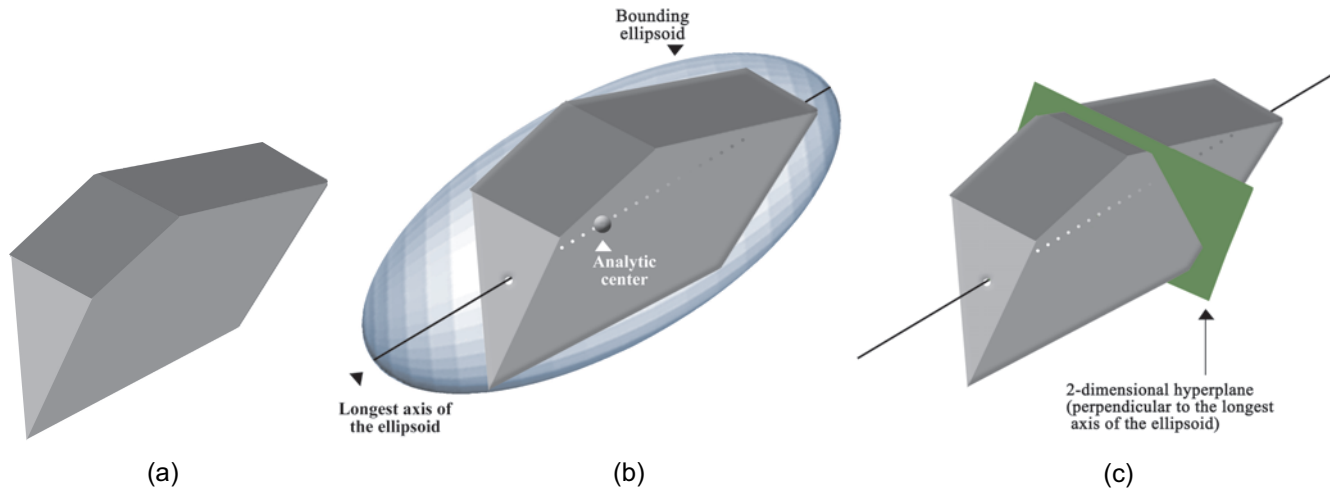 Bounding
ellipsoid
Analytic
center
Longest axis of
the ellipsoid
2-dimensional hyperplane
(perpendicular to the longest
axis of the ellipsoid)
(a)
(b)
(c)